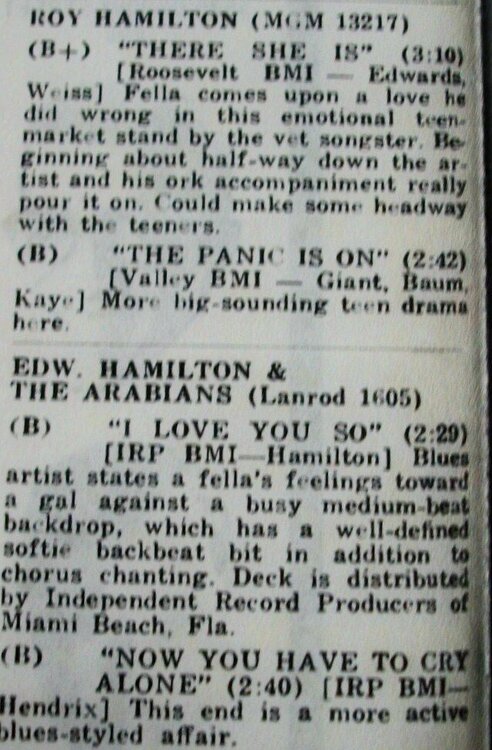 ROY HAMILTON (MGM 13217)
(B+) "THERE SHE IS" (3:10)
[Roosevelt BMI — Edwards,
Weiss] Fella comes upon a love he
did wrong in this emotional teen-
market stand by the vet songster. Be-
ginning about half-way down the ar-
tist and his ork accompaniment really
pour it on. Could make some headway
with the teeners.
(B) "THE PANIC IS ON" (2:42)
[Valley BMI — Giant, Baum,
Kaye] More big-sounding teen drama
here.
EDW. HAMILTON &
THE ARABIANS (Lanrod 1605)
(B) "I LOVE YOU SO" (2:29)
[IRP BMI—Hamilton] Blues
artist states a fella's feelings toward
a gal against a busy medium-beat
backdrop, which has a well-defined
softie backbeat bit in addition to
chorus chanting. Deck is distributed
by Independent Record Producers of
Miami Beach, Fla.
(B) "NOW YOU HAVE TO CRY
ALONE" (2:40) [IRP BMI—
Hendrix] This end is a more active
blues-styled affair.